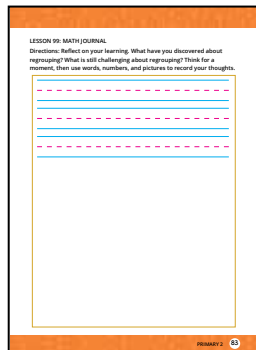 LESSON 99: MATH JOURNAL
Directions: Reflect on your learning. What have you discovered about
regrouping? What is still challenging about regrouping? Think for a
moment, then use words, numbers, and pictures to record your thoughts.
PRIMARY 2 83